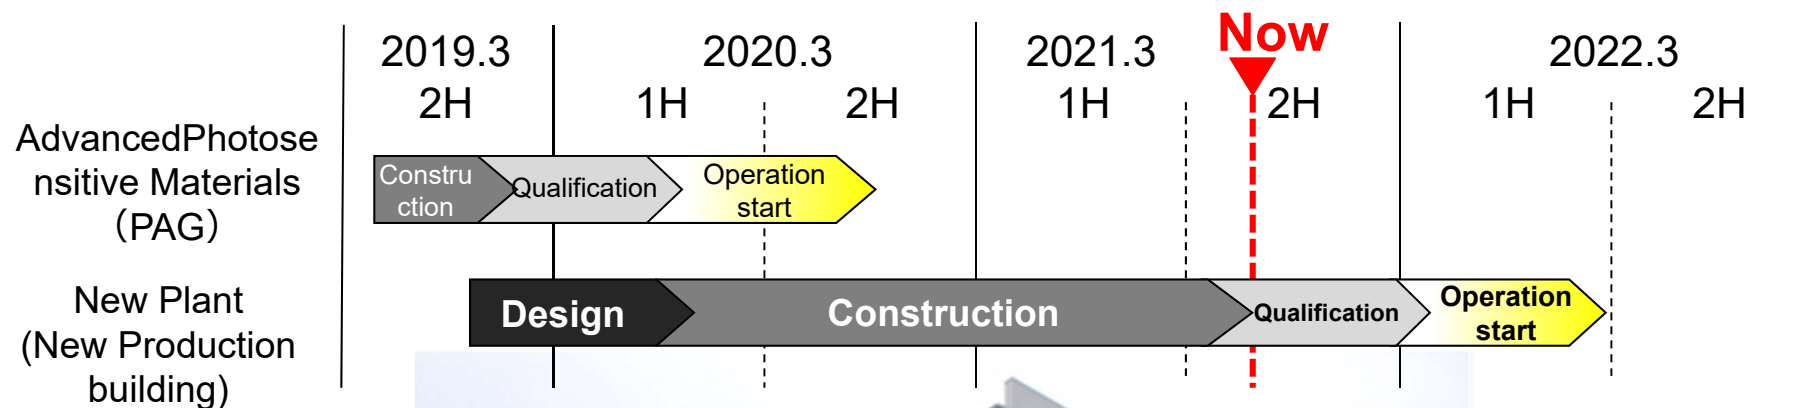 2019.3 2020.3 2021.3 Now 2022.3
2H 1H 2H 1H 2H 1H 2H
AdvancedPhotose
nsitive Materials
（PAG）
Constru
ction
Qualification
Operation
start
New Plant
(New Production
building)
Design
Construction
Qualification
Operation
start